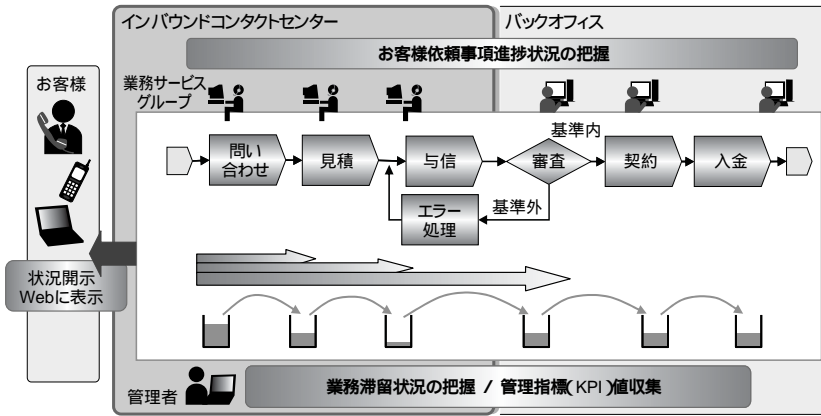 インバウンドコンタクトセンター
バックオフィス
お客様依頼事項進捗状況の把握
お客様
業務サービス
グループ
問い
合わせ
見積
与信
審査
基準内
契約
入金
エラー
処理
基準外
状況開示
Webに表示
管理者
業務滞留状況の把握 / 管理指標(KPI)値収集